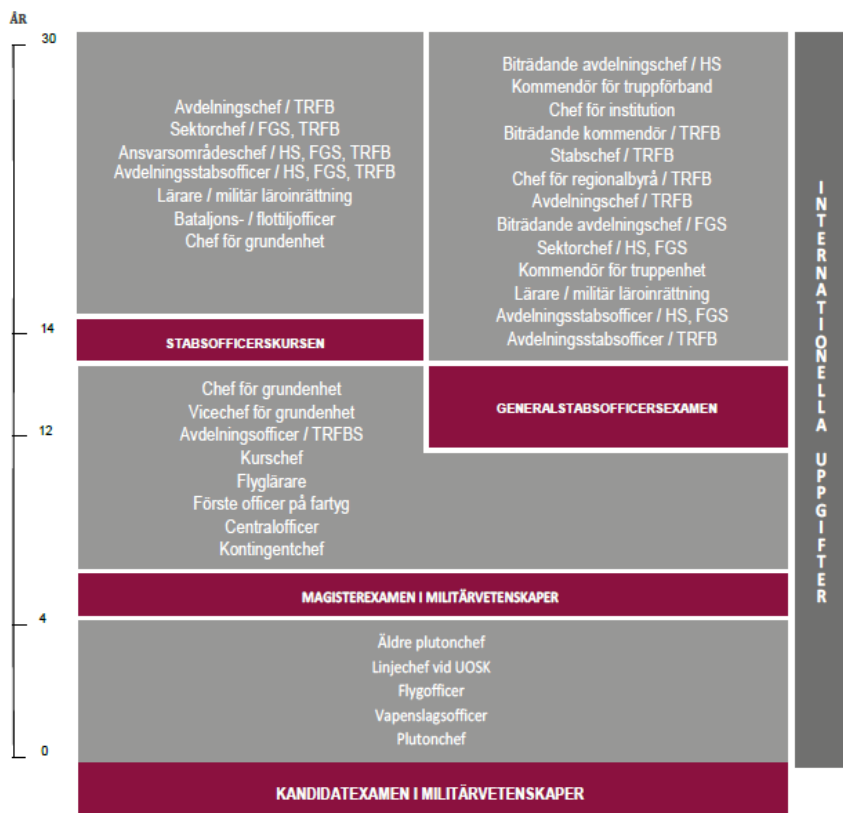 ÅR
30
Avdelningschef / TRFB
Sektorchef / FGS, TRFB
Ansvarsområdeschef / HS, FGS, TRFB
Avdelningsstabsofficer / HS, FGS, TRFB
Lärare / militär läroinrättning
Bataljons- / flottiljofficer
Chef för grundenhet
Biträdande avdelningschef / HS
Kommendör för truppförband
Chef för institution
Biträdande kommendör / TRFB
Stabschef / TRFB
Chef för regionalbyrå / TRFB
Avdelningschef / TRFB
Biträdande avdelningschef / FGS
Sektorchef / HS, FGS
Kommendör för truppenhet
Lärare / militär läroinrättning
Avdelningsstabsofficer / HS, FGS
Avdelningsstabsofficer / TRFB
14
STABSOFFICERSKURSEN
GENERALSTABSOFFICERSEXAMEN
Chef för grundenhet
Vicechef för grundenhet
12
Avdelningsofficer / TRFBS
Kurschef
Flyglärare
Förste officer på fartyg
Centralofficer
Kontingentchef
MAGISTEREXAMEN I MILITÄRVETENSKAPER
4
Äldre plutonchef
Linjechef vid UOSK
Flygofficer
Vapenslagsofficer
Plutonchef
0
KANDIDATEXAMEN I MILITÄRVETENSKAPER
INTERNATIONELLA UPPGIFTER